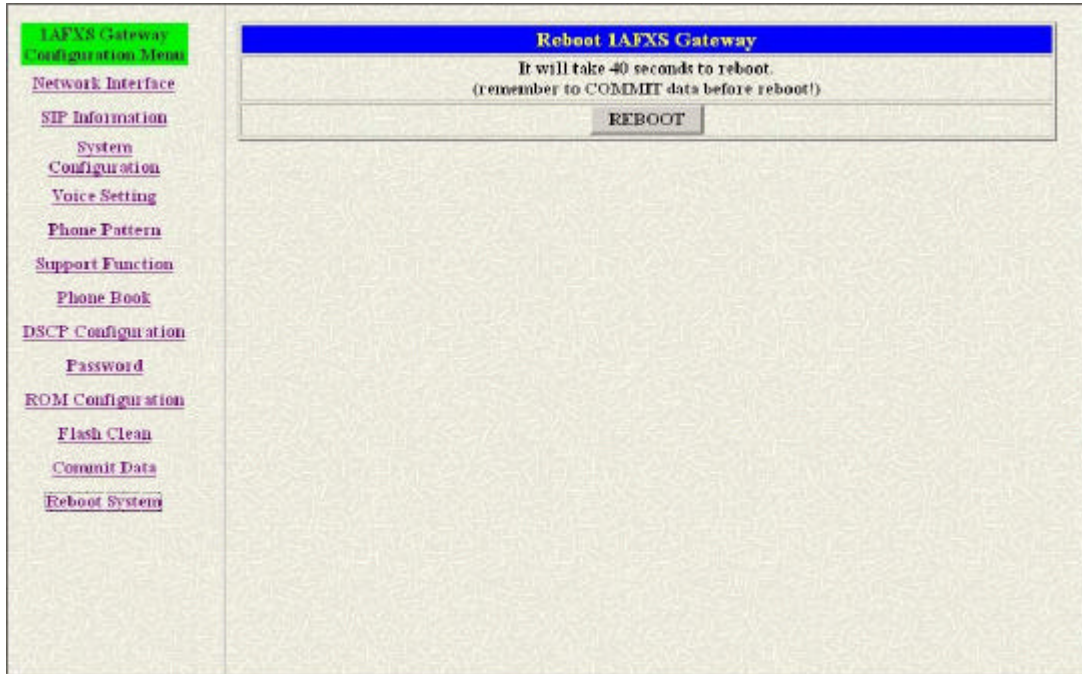 1AFXS Gateway
Configuration Menu
Network Interface
SIP Information
System
Configuration
Voice Setting
Phone Pattern
Support Function
Phone Book
DSCP Configuration
Password
ROM Configuration
Flash Clean
Commit Data
Reboot System
Reboot 1AFXS Gateway
It will take 40 seconds to reboot.
(remember to COMMIT data before reboot!)
REBOOT